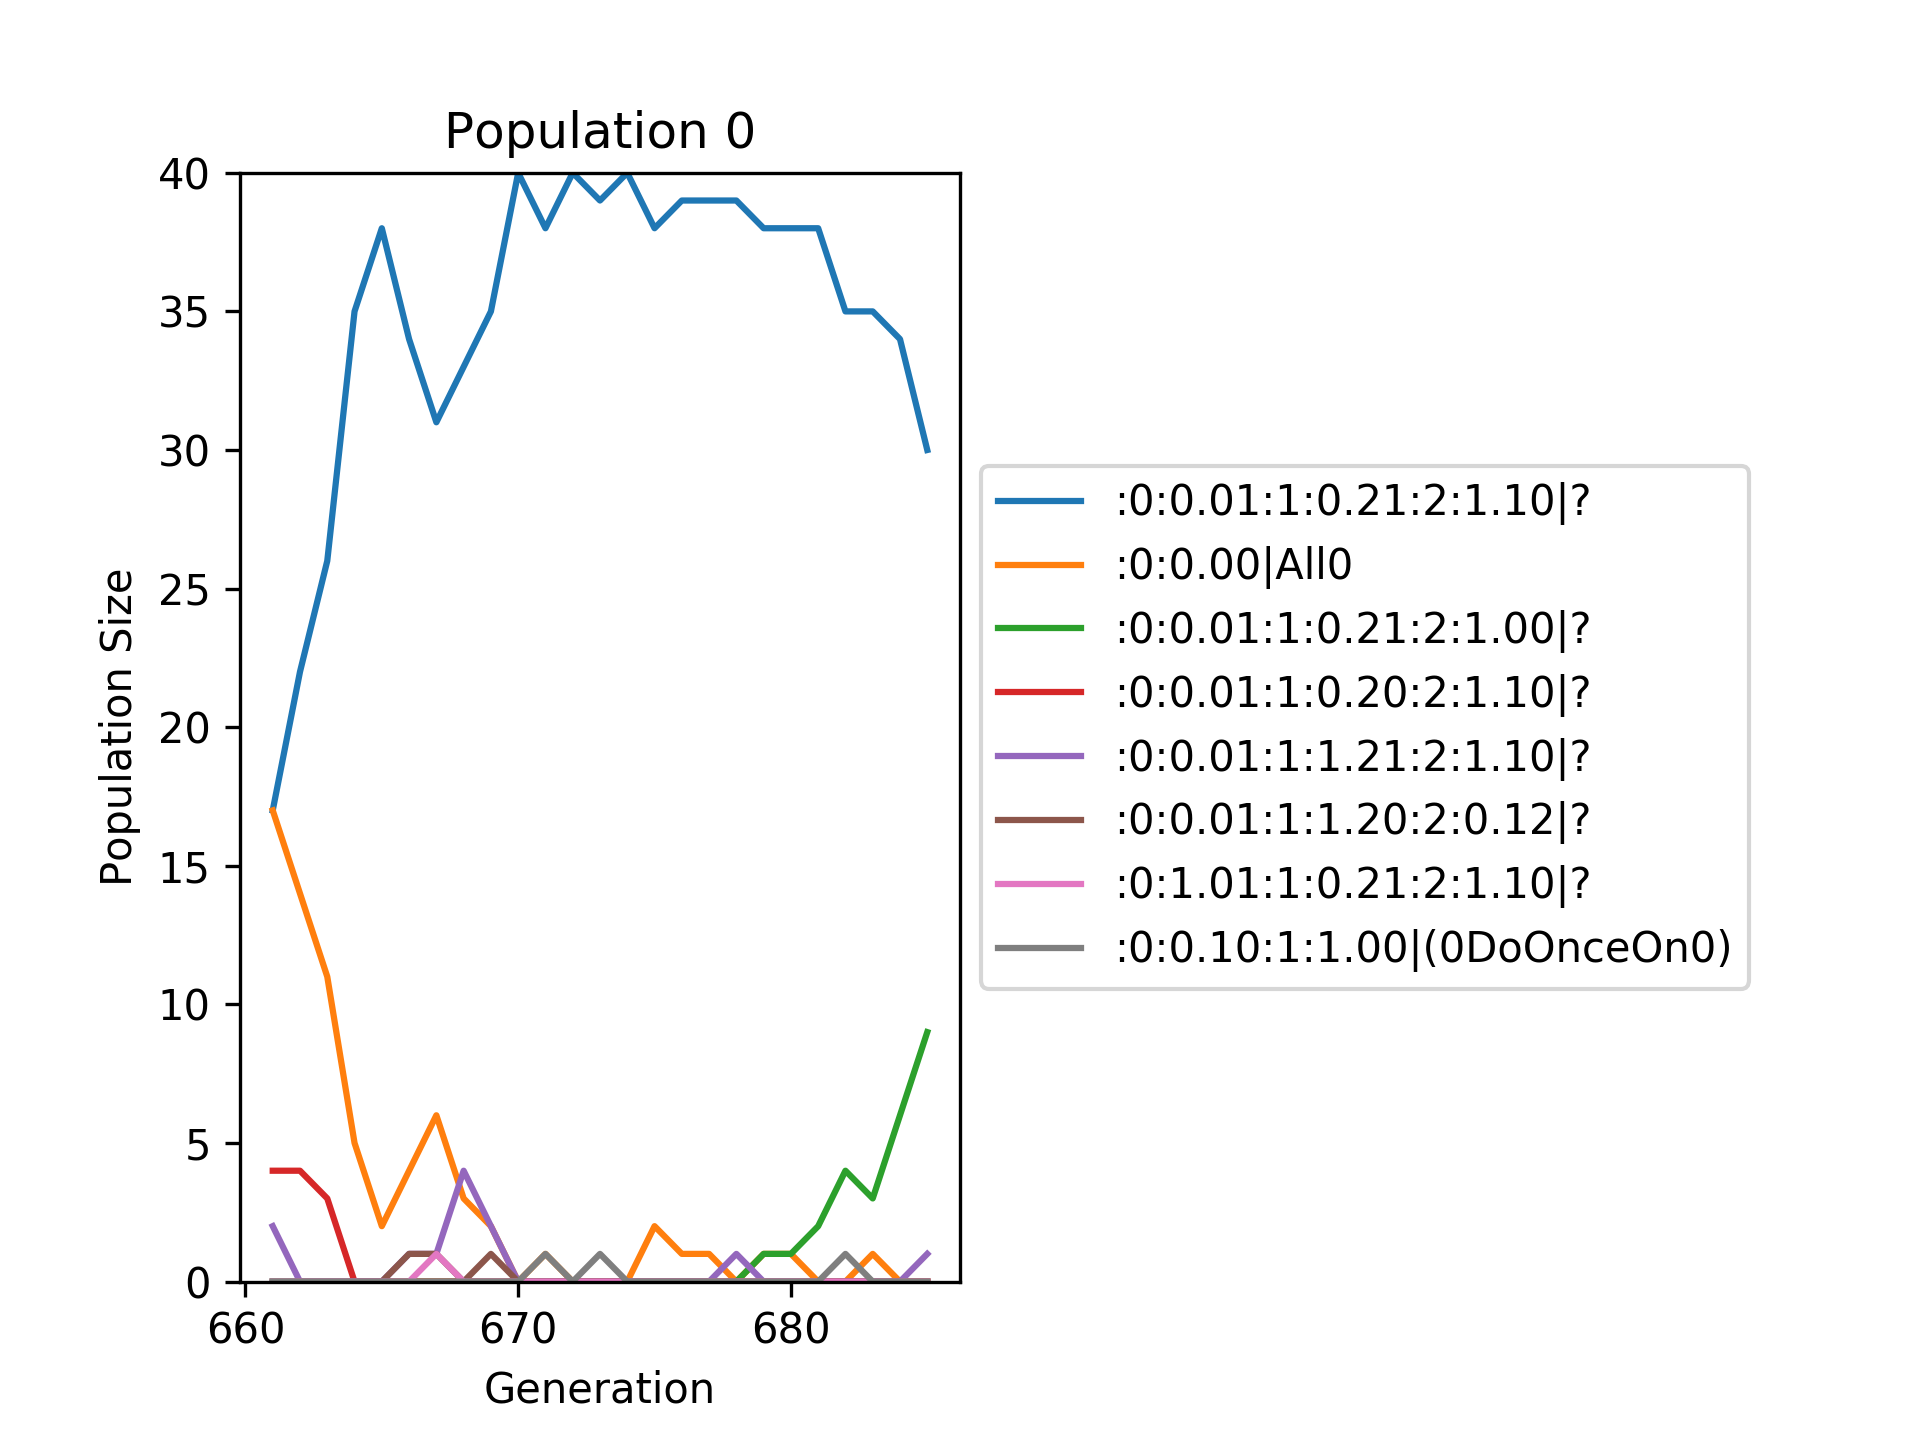 Population 0
40
35
30
25
20
15
10
5
0
Population Size
660 670 680
Generation
:0:0.01:1:0.21:2:1.10|?
:0:0.00|All0
:0:0.01:1:0.21:2:1.00|?
:0:0.01:1:0.20:2:1.10|?
:0:0.01:1:1.21:2:1.10|?
:0:0.01:1:1.20:2:0.12|?
:0:1.01:1:0.21:2:1.10|?
:0:0.10:1:1.00|(0DoOnceOn0)